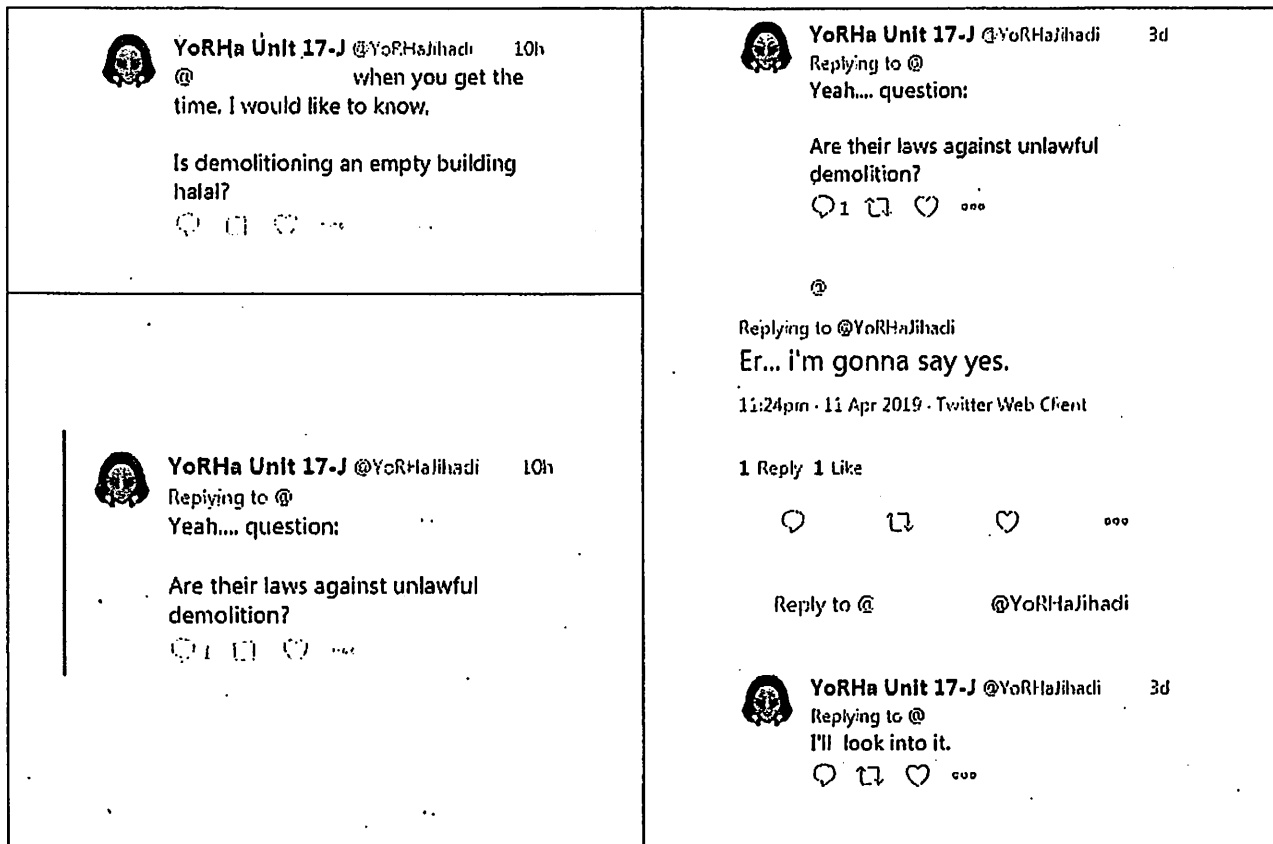 YoRHa Unit 17-J @YoRHaJihadi 10h
@ when you get the
time. I would like to know.
Is demolitioning an empty building
halal?
YoRHa Unit 17-J @YoRHaJihadi 10h
Replying to @
Yeah.... question:
Are their laws against unlawful
demolition?
1
YoRHa Unit 17-J @YoRHaJihadi 3d
Replying to @
Yeah.... question:
Are their laws against unlawful
demolition?
1
@
Replying to @YoRHaJihadi
Er... i'm gonna say yes.
11:24pm · 11 Apr 2019 · Twitter Web Client
1 Reply 1 Like
Reply to @ @YoRHaJihadi
YoRHa Unit 17-J @YoRHaJihadi 3d
Replying to @
I'll look into it.